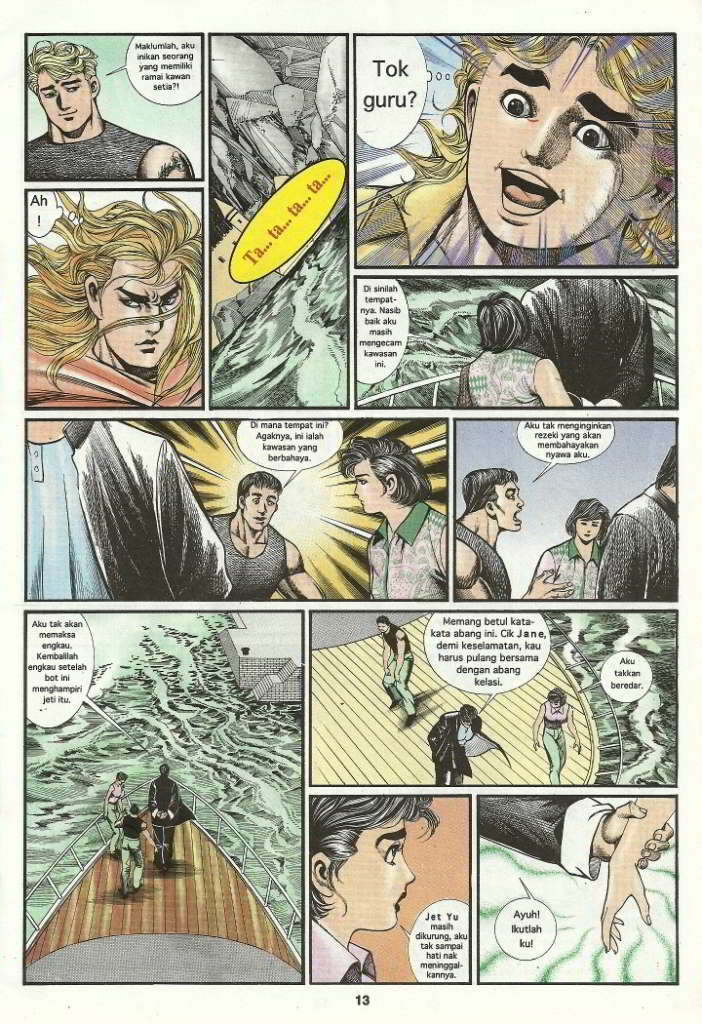 Maklumlah, aku
inikan seorang
yang memiliki
ramai kawan
setia?!
Ah
!
Ta... ta... ta... ta...
Tok
guru?
Di sinilah
tempat-
nya. Nasib
baik aku
masih
mengecam
kawasan
ini.
Di mana tempat ini?
Agaknya, ini ialah
kawasan yang
berbahaya.
Aku tak menginginkan
rezeki yang akan
membahayakan
nyawa aku.
Aku tak akan
memaksa
engkau.
Kembalilah
engkau setelah
bot ini
menghampiri
jeti itu.
Memang betul kata-
kata abang ini. Cik Jane,
demi keselamatan, kau
harus pulang bersama
dengan abang
kelasi.
Aku
takkan
beredar.
Jet Yu
masih
dikurung, aku
tak sampai
hati nak
meninggal-
kannya.
Ayuh!
Ikutlah
ku!
13